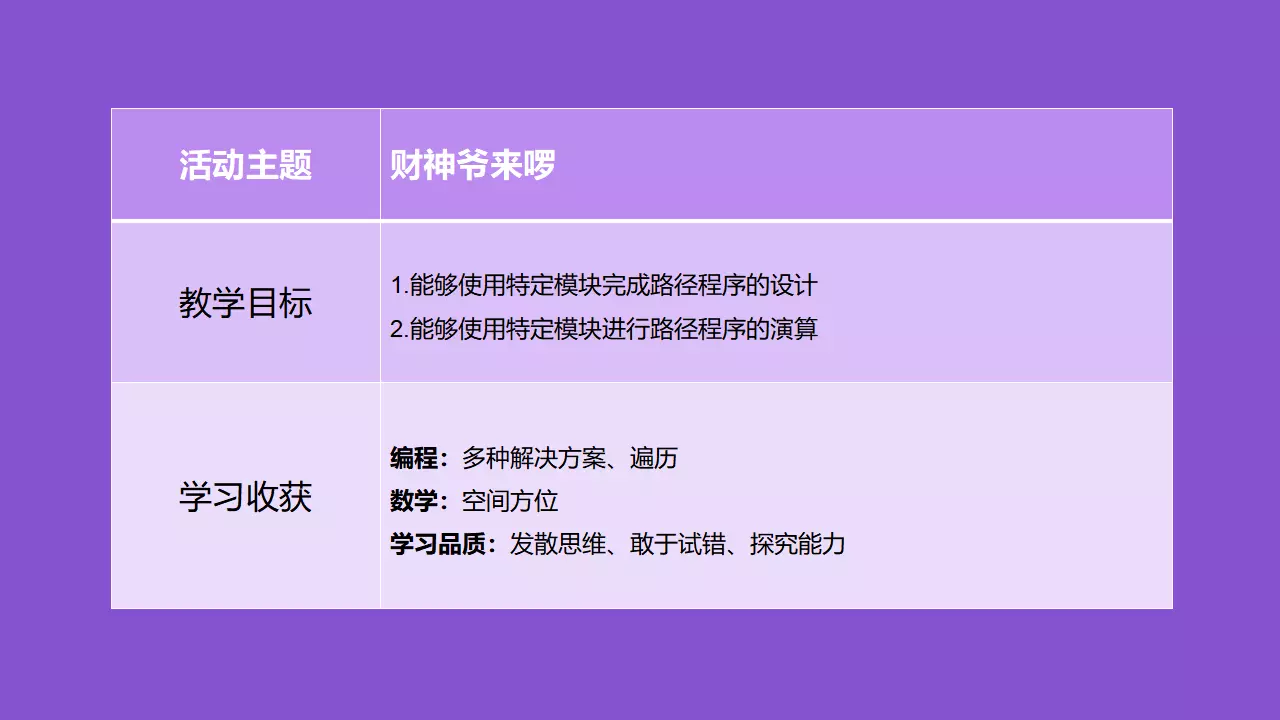 活动主题
财神爷来啰
教学目标
1.能够使用特定模块完成路径程序的设计
2.能够使用特定模块进行路径程序的演算
学习收获
编程：多种解决方案、遍历
数学：空间方位
学习品质：发散思维、敢于试错、探究能力